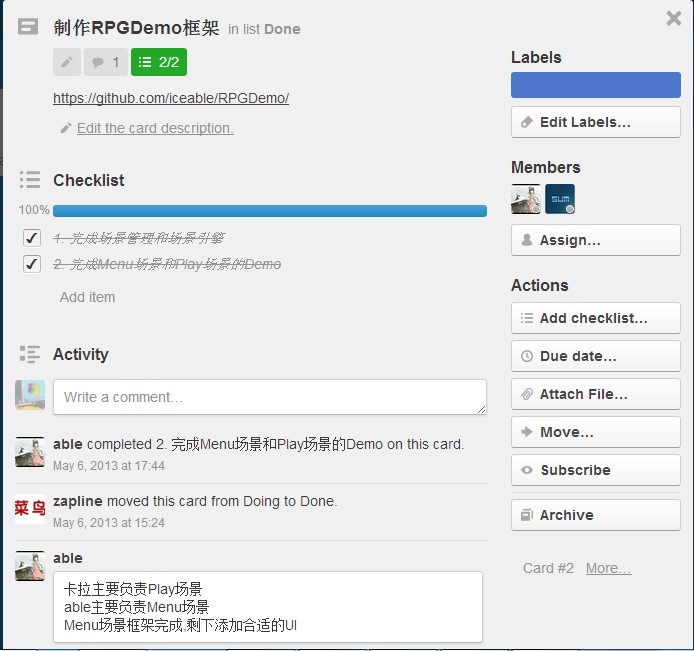 制作RPGDemo框架 in list Done
1 2/2
https://github.com/iceable/RPGDemo/
Edit the card description.
Checklist
100%
1. 完成场景管理和场景引擎
2. 完成Menu场景和Play场景的Demo
Add item
Activity
Write a comment…
able completed 2. 完成Menu场景和Play场景的Demo on this card.
May 6, 2013 at 17:44
菜鸟
zapline moved this card from Doing to Done.
May 6, 2013 at 15:24
able
卡拉主要负责Play场景
able主要负责Menu场景
Menu场景框架完成,剩下添加合适的UI
Labels
Edit Labels…
Members
SUM
Assign…
Actions
Add checklist…
Due date…
Attach File…
Move…
Subscribe
Archive
Card #2 More…